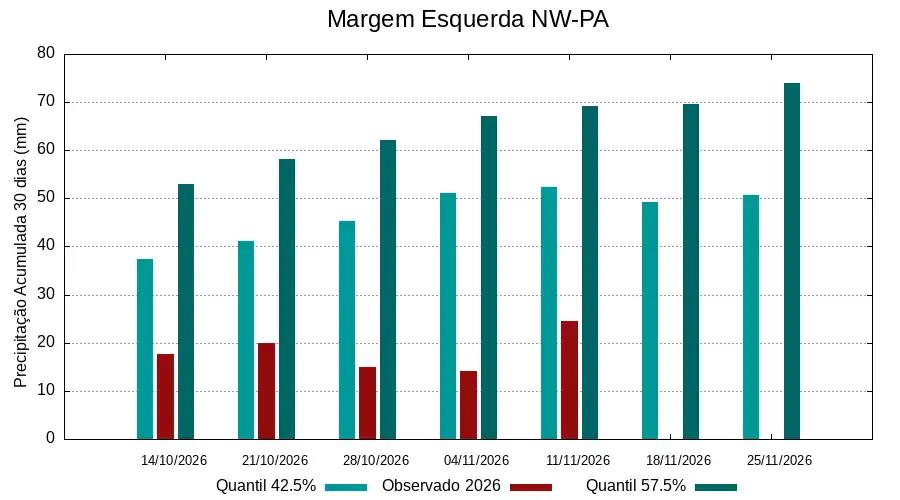 Margem Esquerda NW-PA
Precipitação Acumulada 30 dias (mm)
80
70
60
50
40
30
20
10
0
14/10/2026 21/10/2026 28/10/2026 04/11/2026 11/11/2026 18/11/2026 25/11/2026
Quantil 42.5% Observado 2026 Quantil 57.5%